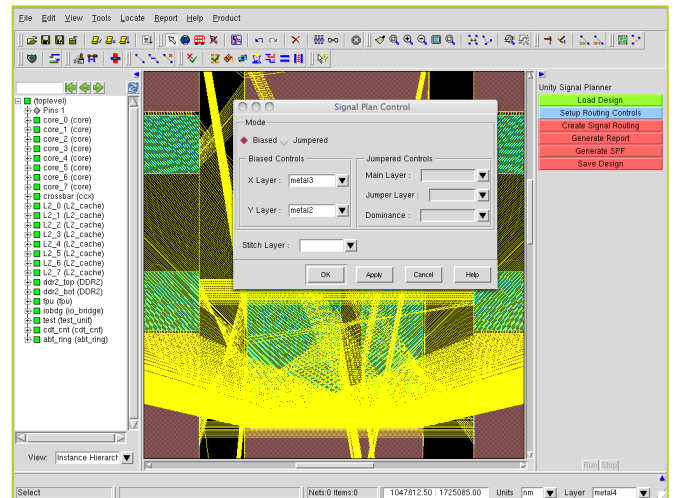 File Edit View Tools Locate Report Help Product
Signal Plan Control
Mode
Biased Jumpered
Biased Controls
X Layer : metal3
Y Layer : metal2
Jumpered Controls
Main Layer :
Jumper Layer :
Dominance :
Stitch Layer :
OK Apply Cancel Help
(toplevel)
Pins 1
core_0 (core)
core_1 (core)
core_2 (core)
core_3 (core)
core_4 (core)
core_5 (core)
core_6 (core)
core_7 (core)
crossbar (ccx)
L2_0 (L2_cache)
L2_1 (L2_cache)
L2_2 (L2_cache)
L2_3 (L2_cache)
L2_4 (L2_cache)
L2_5 (L2_cache)
L2_6 (L2_cache)
L2_7 (L2_cache)
ddr2_top (DDR2)
ddr2_bot (DDR2)
fpu (fpu)
iobdg (io_bridge)
test (test_unit)
cdt_cnt (cdt_cnt)
abt_ring (abt_ring)
View: Instance Hierarch
Unity Signal Planner
Load Design
Setup Routing Controls
Create Signal Routing
Generate Report
Generate SPF
Save Design
Run Stop
Select
Nets:0 Items:0 1047812.50 : 1725085.00 Units nm Layer metal4